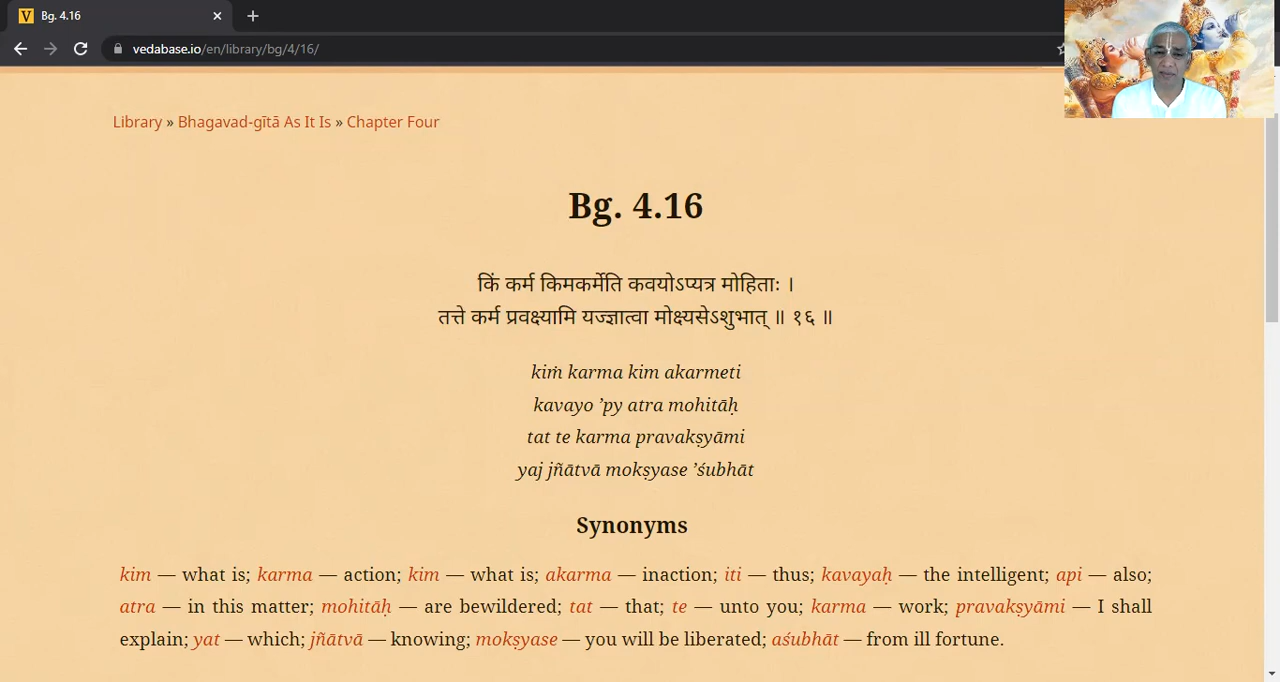 Bg. 4.16
vedabase.io/en/library/bg/4/16/
Library » Bhagavad-gītā As It Is » Chapter Four
Bg. 4.16
किं कर्म किमकर्मेति कवयोऽप्यत्र मोहिताः ।
तत्ते कर्म प्रवक्ष्यामि यज्ज्ञात्वा मोक्ष्यसेऽशुभात् ॥ १६ ॥
kiṁ karma kim akarmeti
kavayo ’py atra mohitāḥ
tat te karma pravakṣyāmi
yaj jñātvā mokṣyase ’śubhāt
Synonyms
kim — what is; karma — action; kim — what is; akarma — inaction; iti — thus; kavayaḥ — the intelligent; api — also;
atra — in this matter; mohitāḥ — are bewildered; tat — that; te — unto you; karma — work; pravakṣyāmi — I shall
explain; yat — which; jñātvā — knowing; mokṣyase — you will be liberated; aśubhāt — from ill fortune.